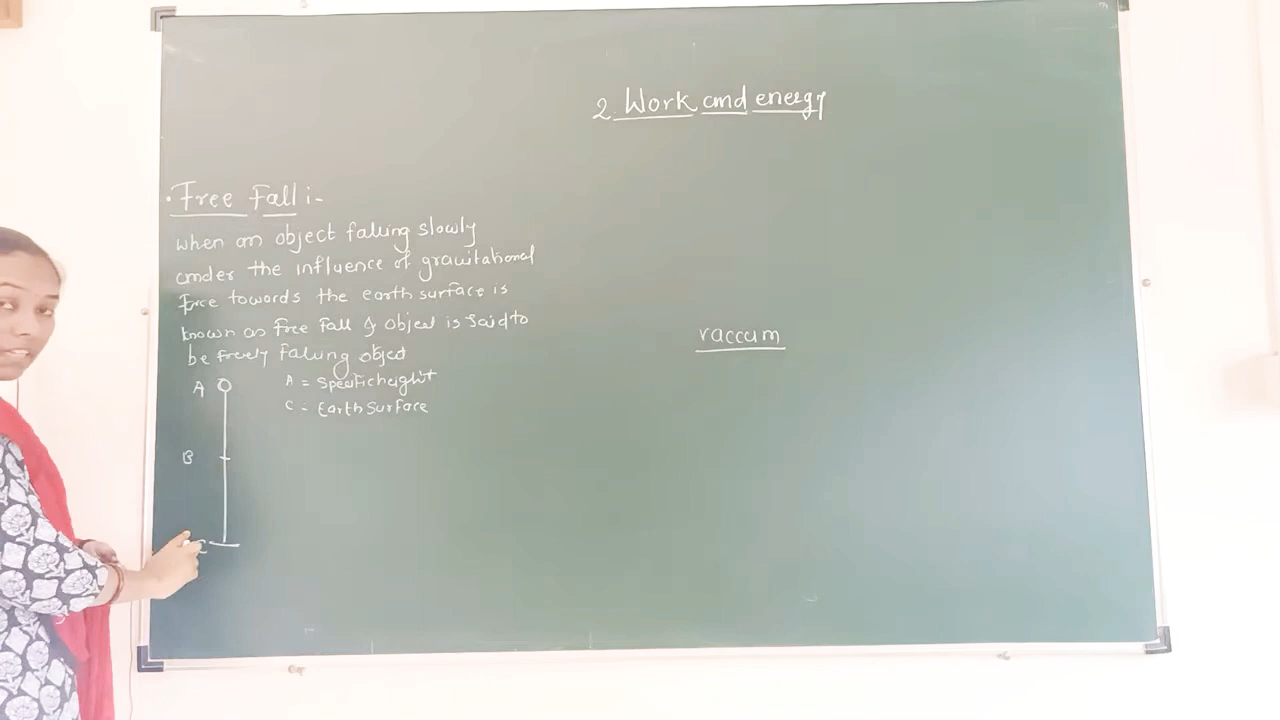 2. Work and energy
. Free Fall :-
When an object falling slowly
under the influence of gravitational
force towards the earth surface is
known as free fall & object is said to
be freely falling object
A = Specific height
C = Earth Surface
A
B
C
vaccum